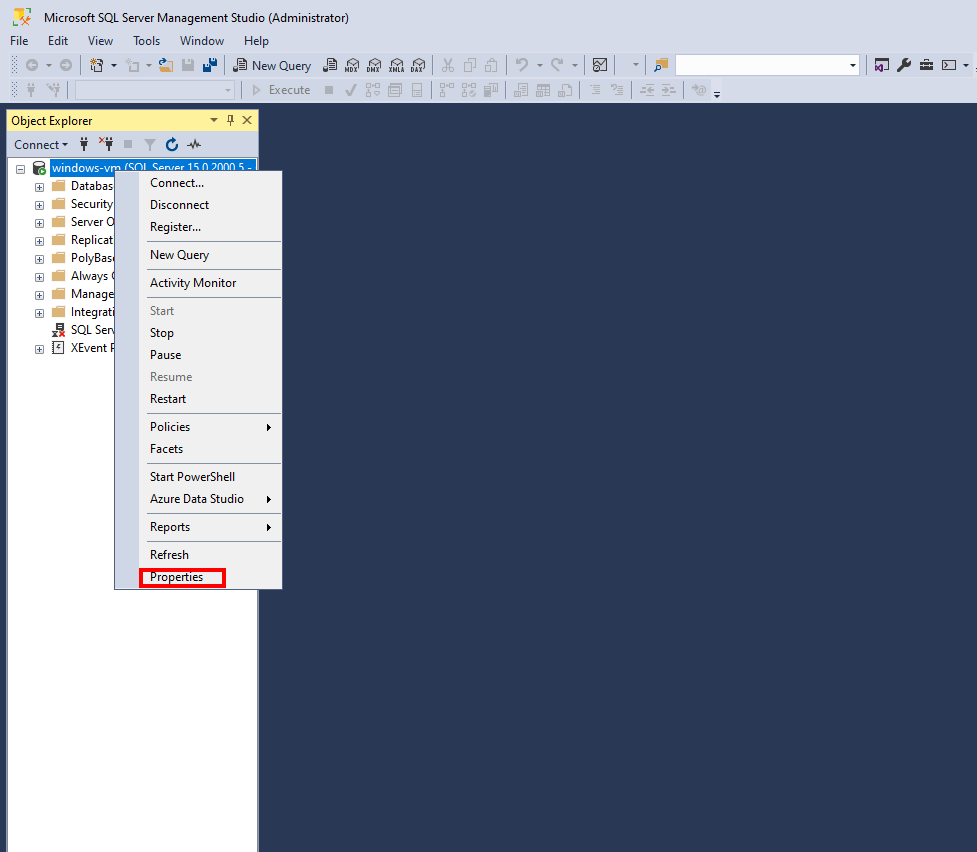 Microsoft SQL Server Management Studio (Administrator)
File Edit View Tools Window Help
New Query MDX DMX XMLA DAX
Execute
Object Explorer
Connect
windows-vm (SQL Server 15.0.2000.5 -
Databas
Security
Server O
Replicat
PolyBase
Always
Manage
Integrati
SQL Serv
XEvent P
Connect...
Disconnect
Register...
New Query
Activity Monitor
Start
Stop
Pause
Resume
Restart
Policies
Facets
Start PowerShell
Azure Data Studio
Reports
Refresh
Properties